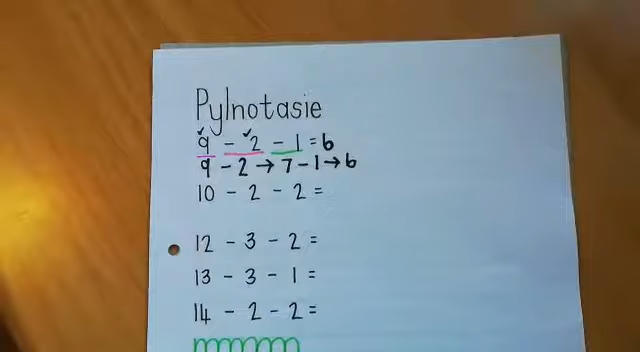 Pylnotasie
9 - 2 - 1 = 6
9 - 2 → 7 - 1 → 6
10 - 2 - 2 =
12 - 3 - 2 =
13 - 3 - 1 =
14 - 2 - 2 =